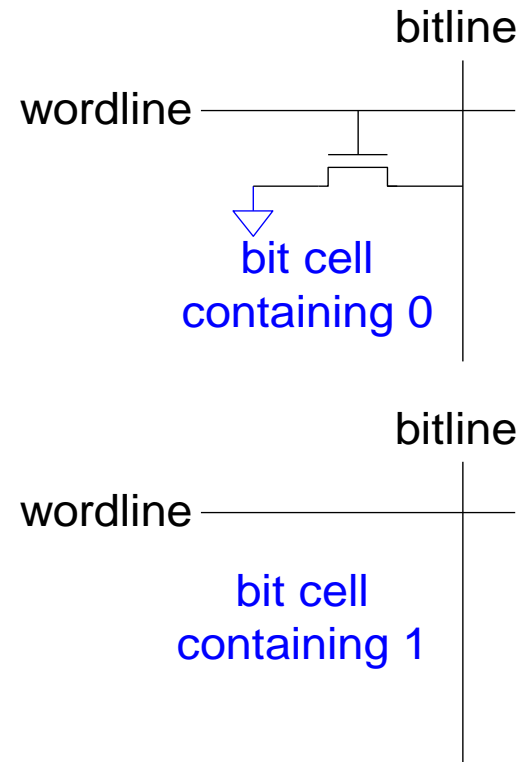 bitline
wordline
bit cell
containing 0
bitline
wordline
bit cell
containing 1